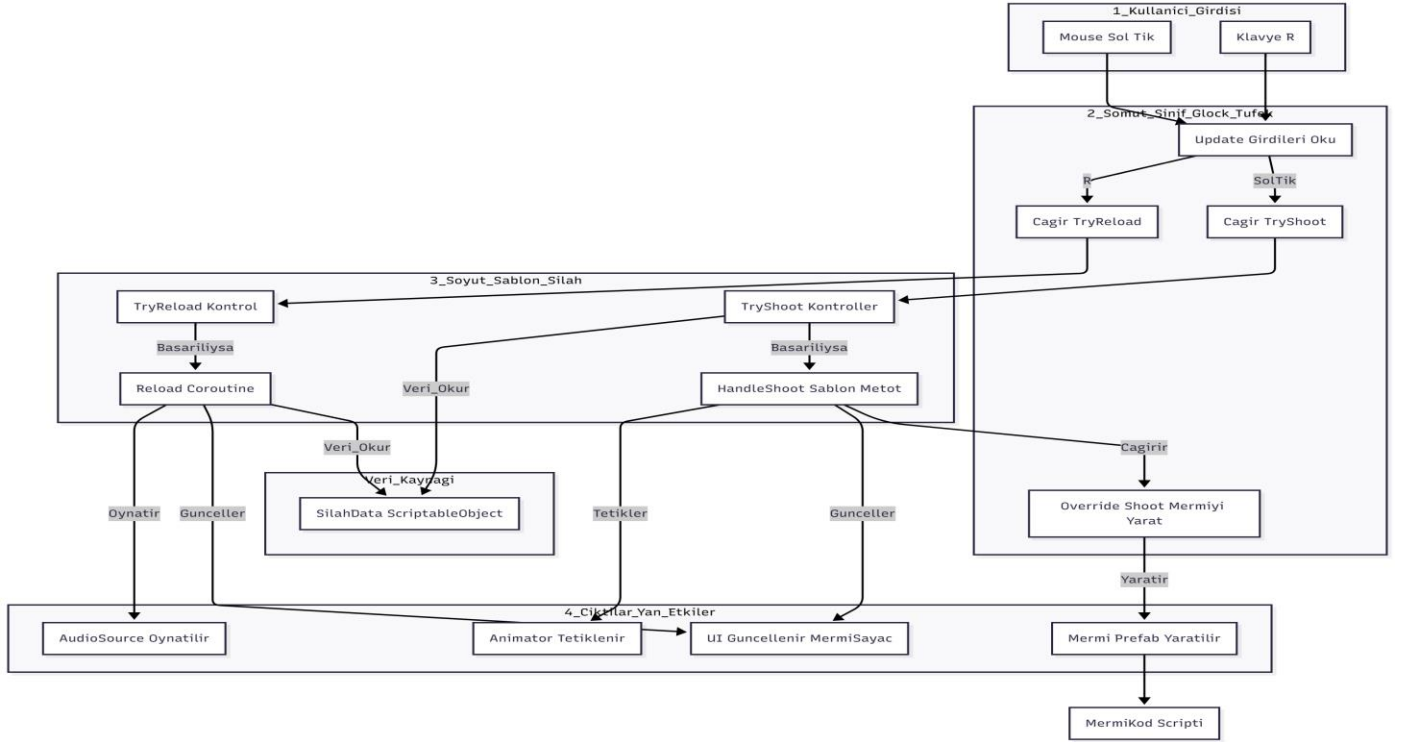 1_Kullanici_Girdisi
Mouse Sol Tik
Klavye R
2_Somut_Sinif_Glock_Tufek
Update Girdileri Oku
R
SolTik
Cagir TryReload
Cagir TryShoot
3_Soyut_Sablon_Silah
TryReload Kontrol
TryShoot Kontroller
Basariliysa
Basariliysa
Reload Coroutine
Veri_Okur
HandleShoot Sablon Metot
Veri_Okur
Cagirir
Veri_Kaynagi
SilahData ScriptableObject
Oynatir
Gunceller
Tetikler
Gunceller
Override Shoot Mermiyi
Yarat
Yaratir
4_Ciktilar_Yan_Etkiler
AudioSource Oynatilir
Animator Tetiklenir
UI Guncellenir MermiSayac
Mermi Prefab Yaratilir
MermiKod Scripti